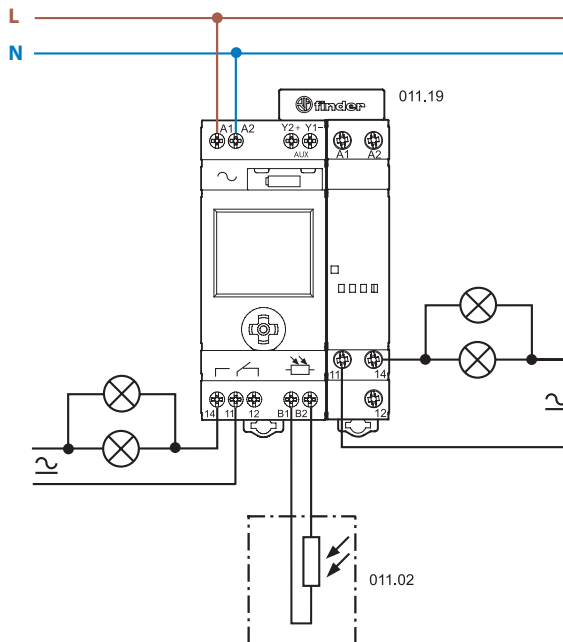 L
N
finder
011.19
A1 A2 Y2+ Y1-
AUX
A1 A2
11 14
14 11 12 B1 B2
12
011.02